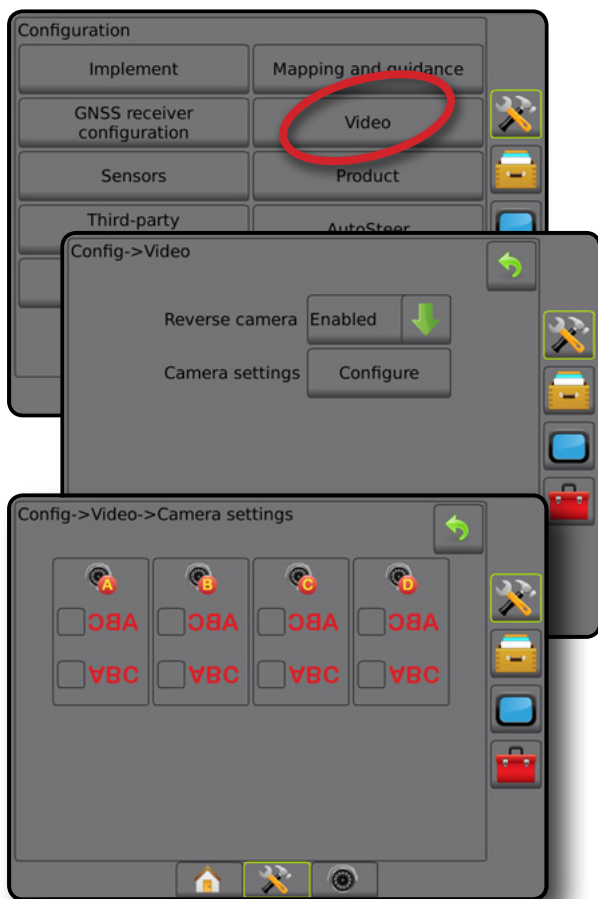 Configuration
Implement
Mapping and guidance
GNSS receiver
configuration
Video
Sensors
Product
Third-party
AutoSteer
Config->Video
Reverse camera
Enabled
Camera settings
Configure
Config->Video->Camera settings
A
B
C
D
ABC
ABC
ABC
ABC
ABC
ABC
ABC
ABC